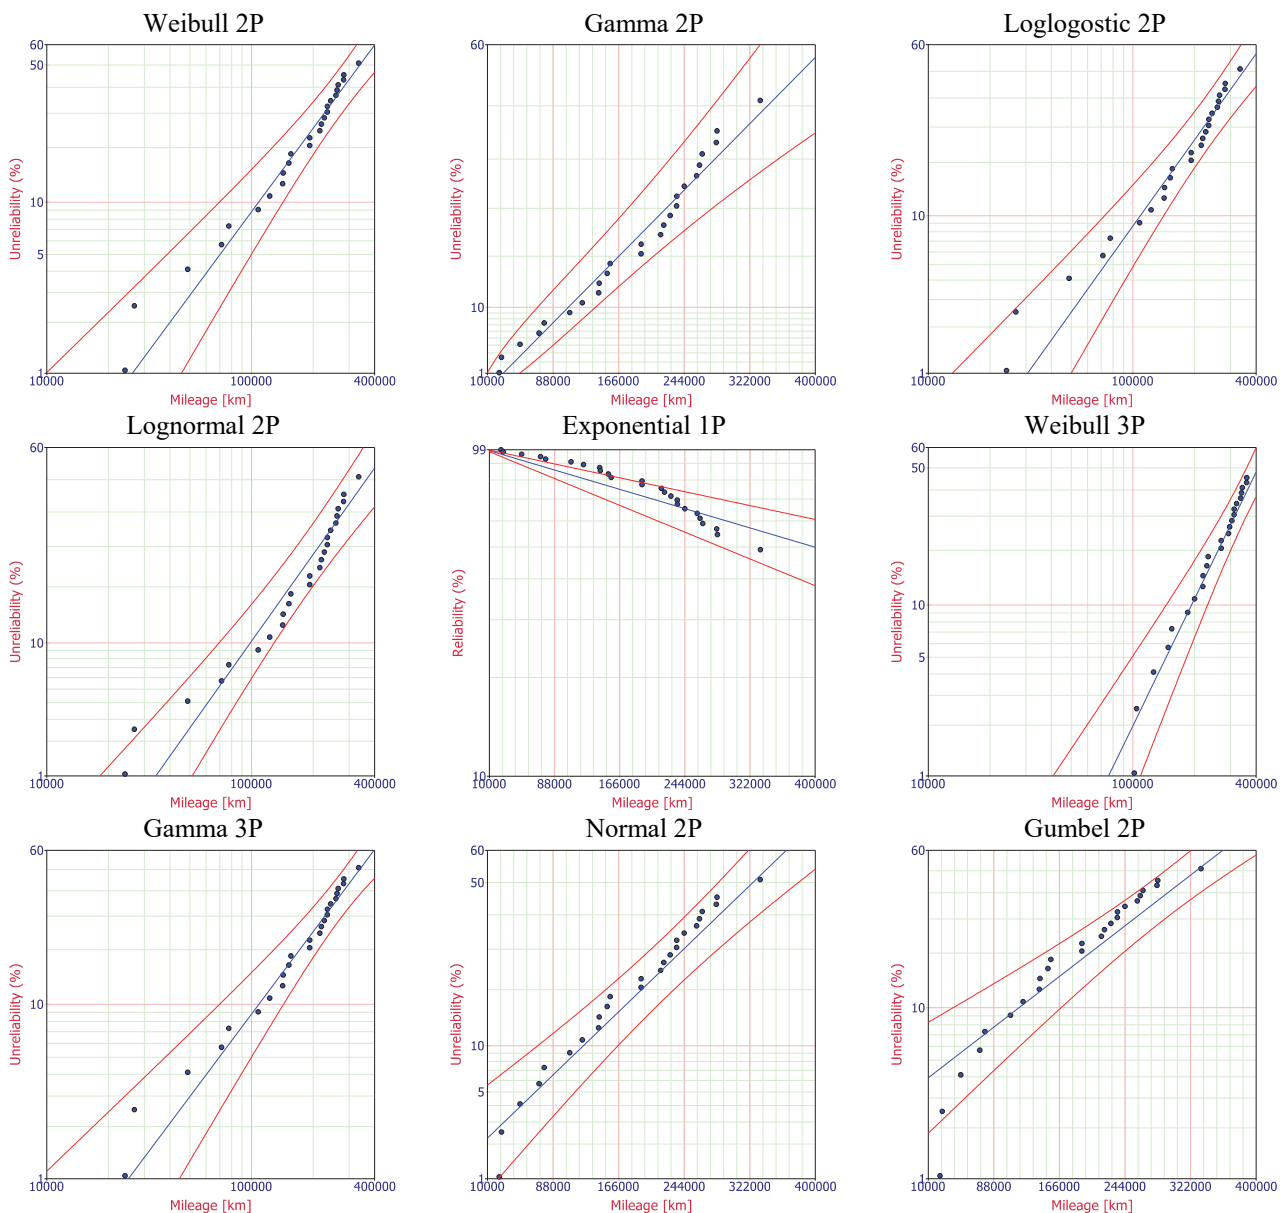 Weibull 2P
Gamma 2P
Loglogostic 2P
60
50
10
5
1
Unreliability (%)
10000
100000
400000
Mileage [km]
60
10
1
Unreliability (%)
10000
88000
166000
244000
322000
400000
Mileage [km]
60
10
1
Unreliability (%)
10000
100000
400000
Mileage [km]
Lognormal 2P
Exponential 1P
Weibull 3P
60
10
1
Unreliability (%)
10000
100000
400000
Mileage [km]
99
10
Reliability (%)
10000
88000
166000
244000
322000
400000
Mileage [km]
60
50
10
5
1
Unreliability (%)
10000
100000
400000
Mileage [km]
Gamma 3P
Normal 2P
Gumbel 2P
60
10
1
Unreliability (%)
10000
100000
400000
Mileage [km]
60
50
10
5
1
Unreliability (%)
10000
88000
166000
244000
322000
400000
Mileage [km]
60
10
1
Unreliability (%)
10000
88000
166000
244000
322000
400000
Mileage [km]